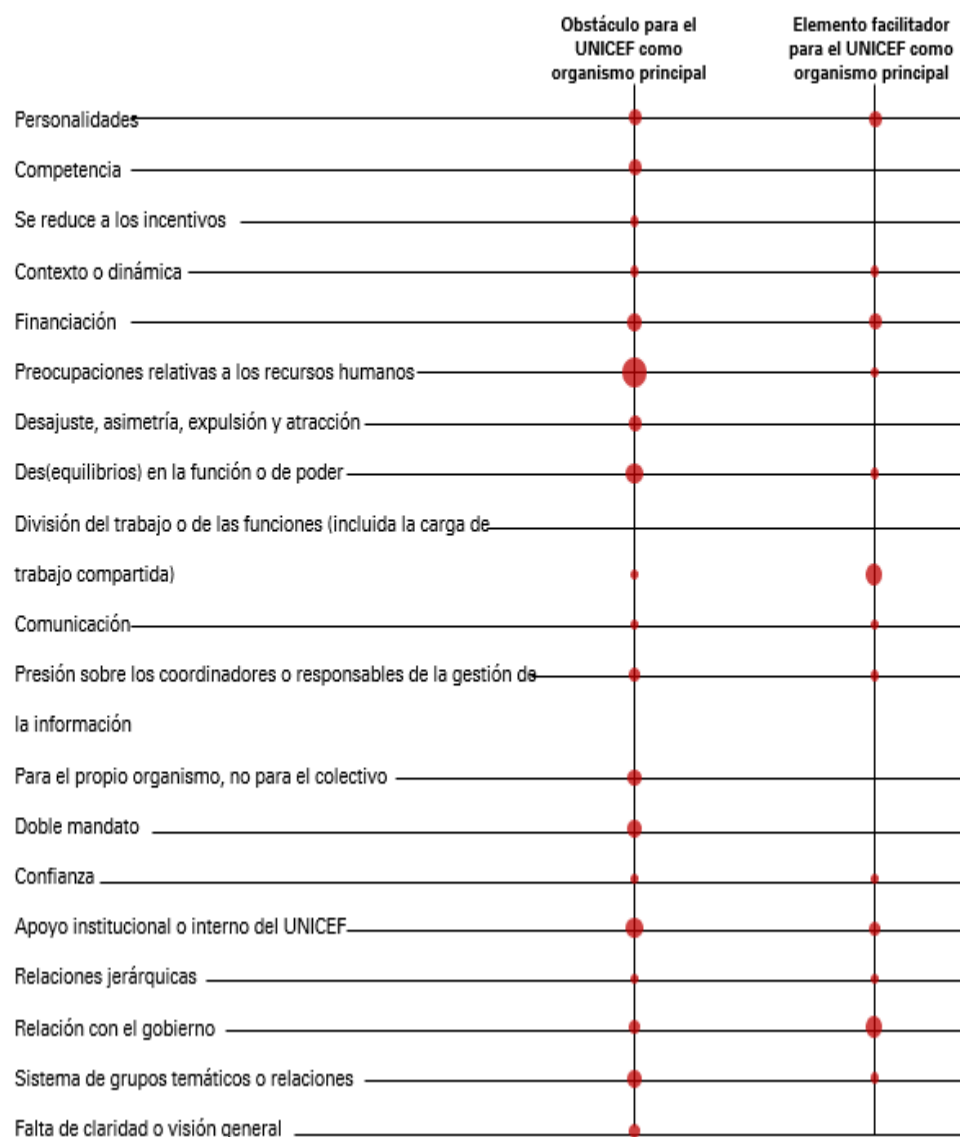 Obstáculo para el
UNICEF como
organismo principal
Elemento facilitador
para el UNICEF como
organismo principal
Personalidades
Competencia
Se reduce a los incentivos
Contexto o dinámica
Financiación
Preocupaciones relativas a los recursos humanos
Desajuste, asimetría, expulsión y atracción
Des(equilibrios) en la función o de poder
División del trabajo o de las funciones (incluida la carga de
trabajo compartida)
Comunicación
Presión sobre los coordinadores o responsables de la gestión de
la información
Para el propio organismo, no para el colectivo
Doble mandato
Confianza
Apoyo institucional o interno del UNICEF
Relaciones jerárquicas
Relación con el gobierno
Sistema de grupos temáticos o relaciones
Falta de claridad o visión general